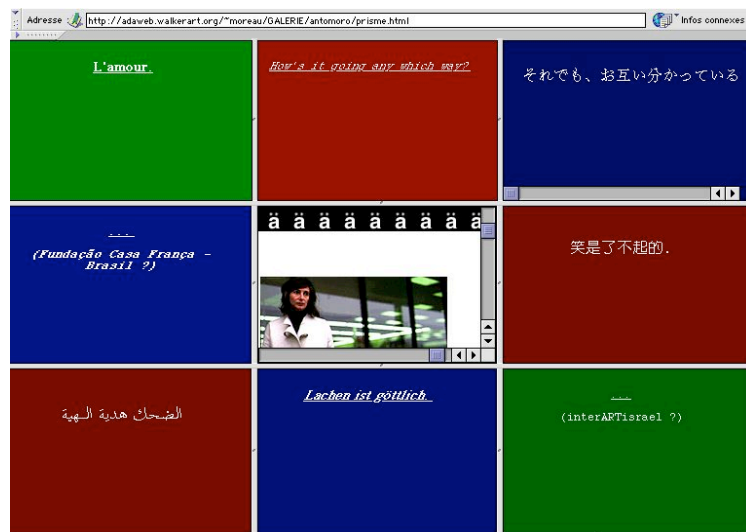 Adresse http://adaweb.walkerart.org/~moreau/GALERIE/antomoro/prisme.html Infos connexes
L'amour.
How's it going any which way?
それでも、お互い分かっている
...
(Fundação Casa França -
Brasil ?)
ä ä ä ä ä ä ä ä ä
笑是了不起的.
الضحك هدية الهية
Lachen ist göttlich.
...
(interARTisrael ?)